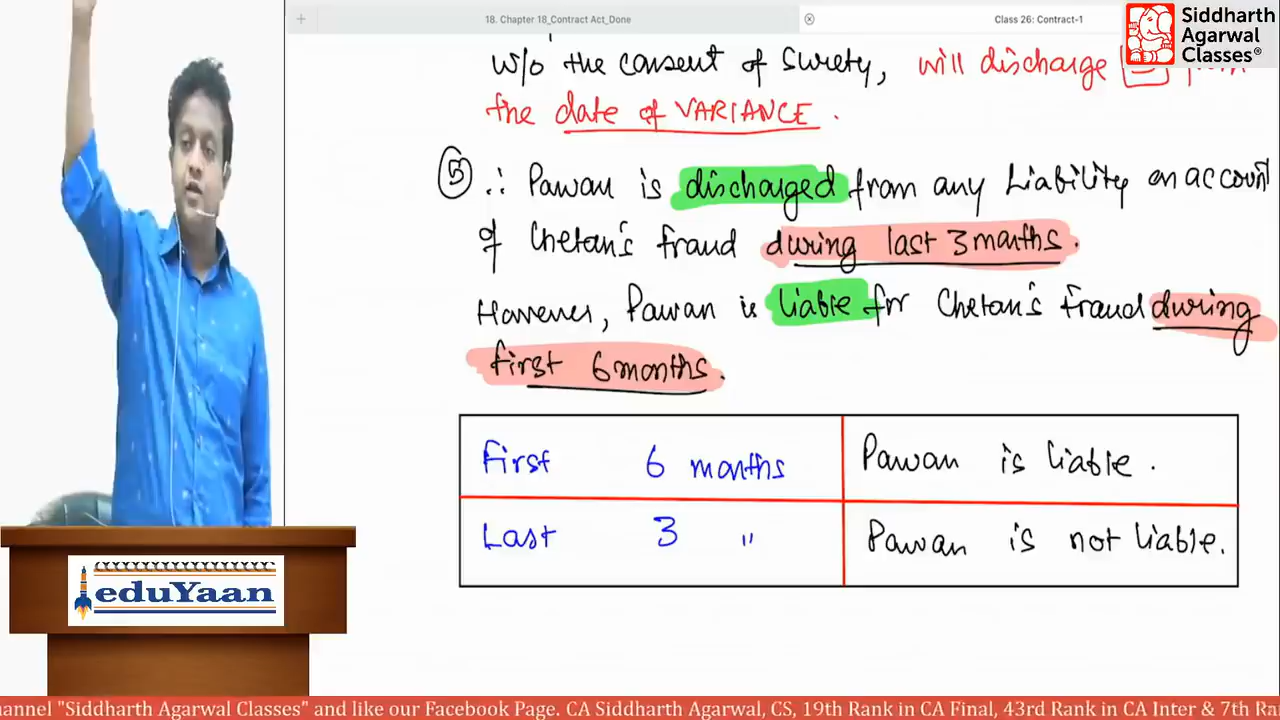 18. Chapter 18_Contract Act_Done
Class 26: Contract-1
Siddharth
Agarwal
Classes®
w/o the consent of Surety, will discharge
the date of VARIANCE.
⑤ ∴ Pawan is discharged from any Liability on account
of Chetan's fraud during last 3 months.
However, Pawan is liable for Chetan's fraud during
first 6 months.
First 6 months Pawan is liable.
Last 3 " Pawan is not liable.
eduYaan
hannel "Siddharth Agarwal Classes" and like our Facebook Page. CA Siddharth Agarwal, CS, 19th Rank in CA Final, 43rd Rank in CA Inter & 7th Ra